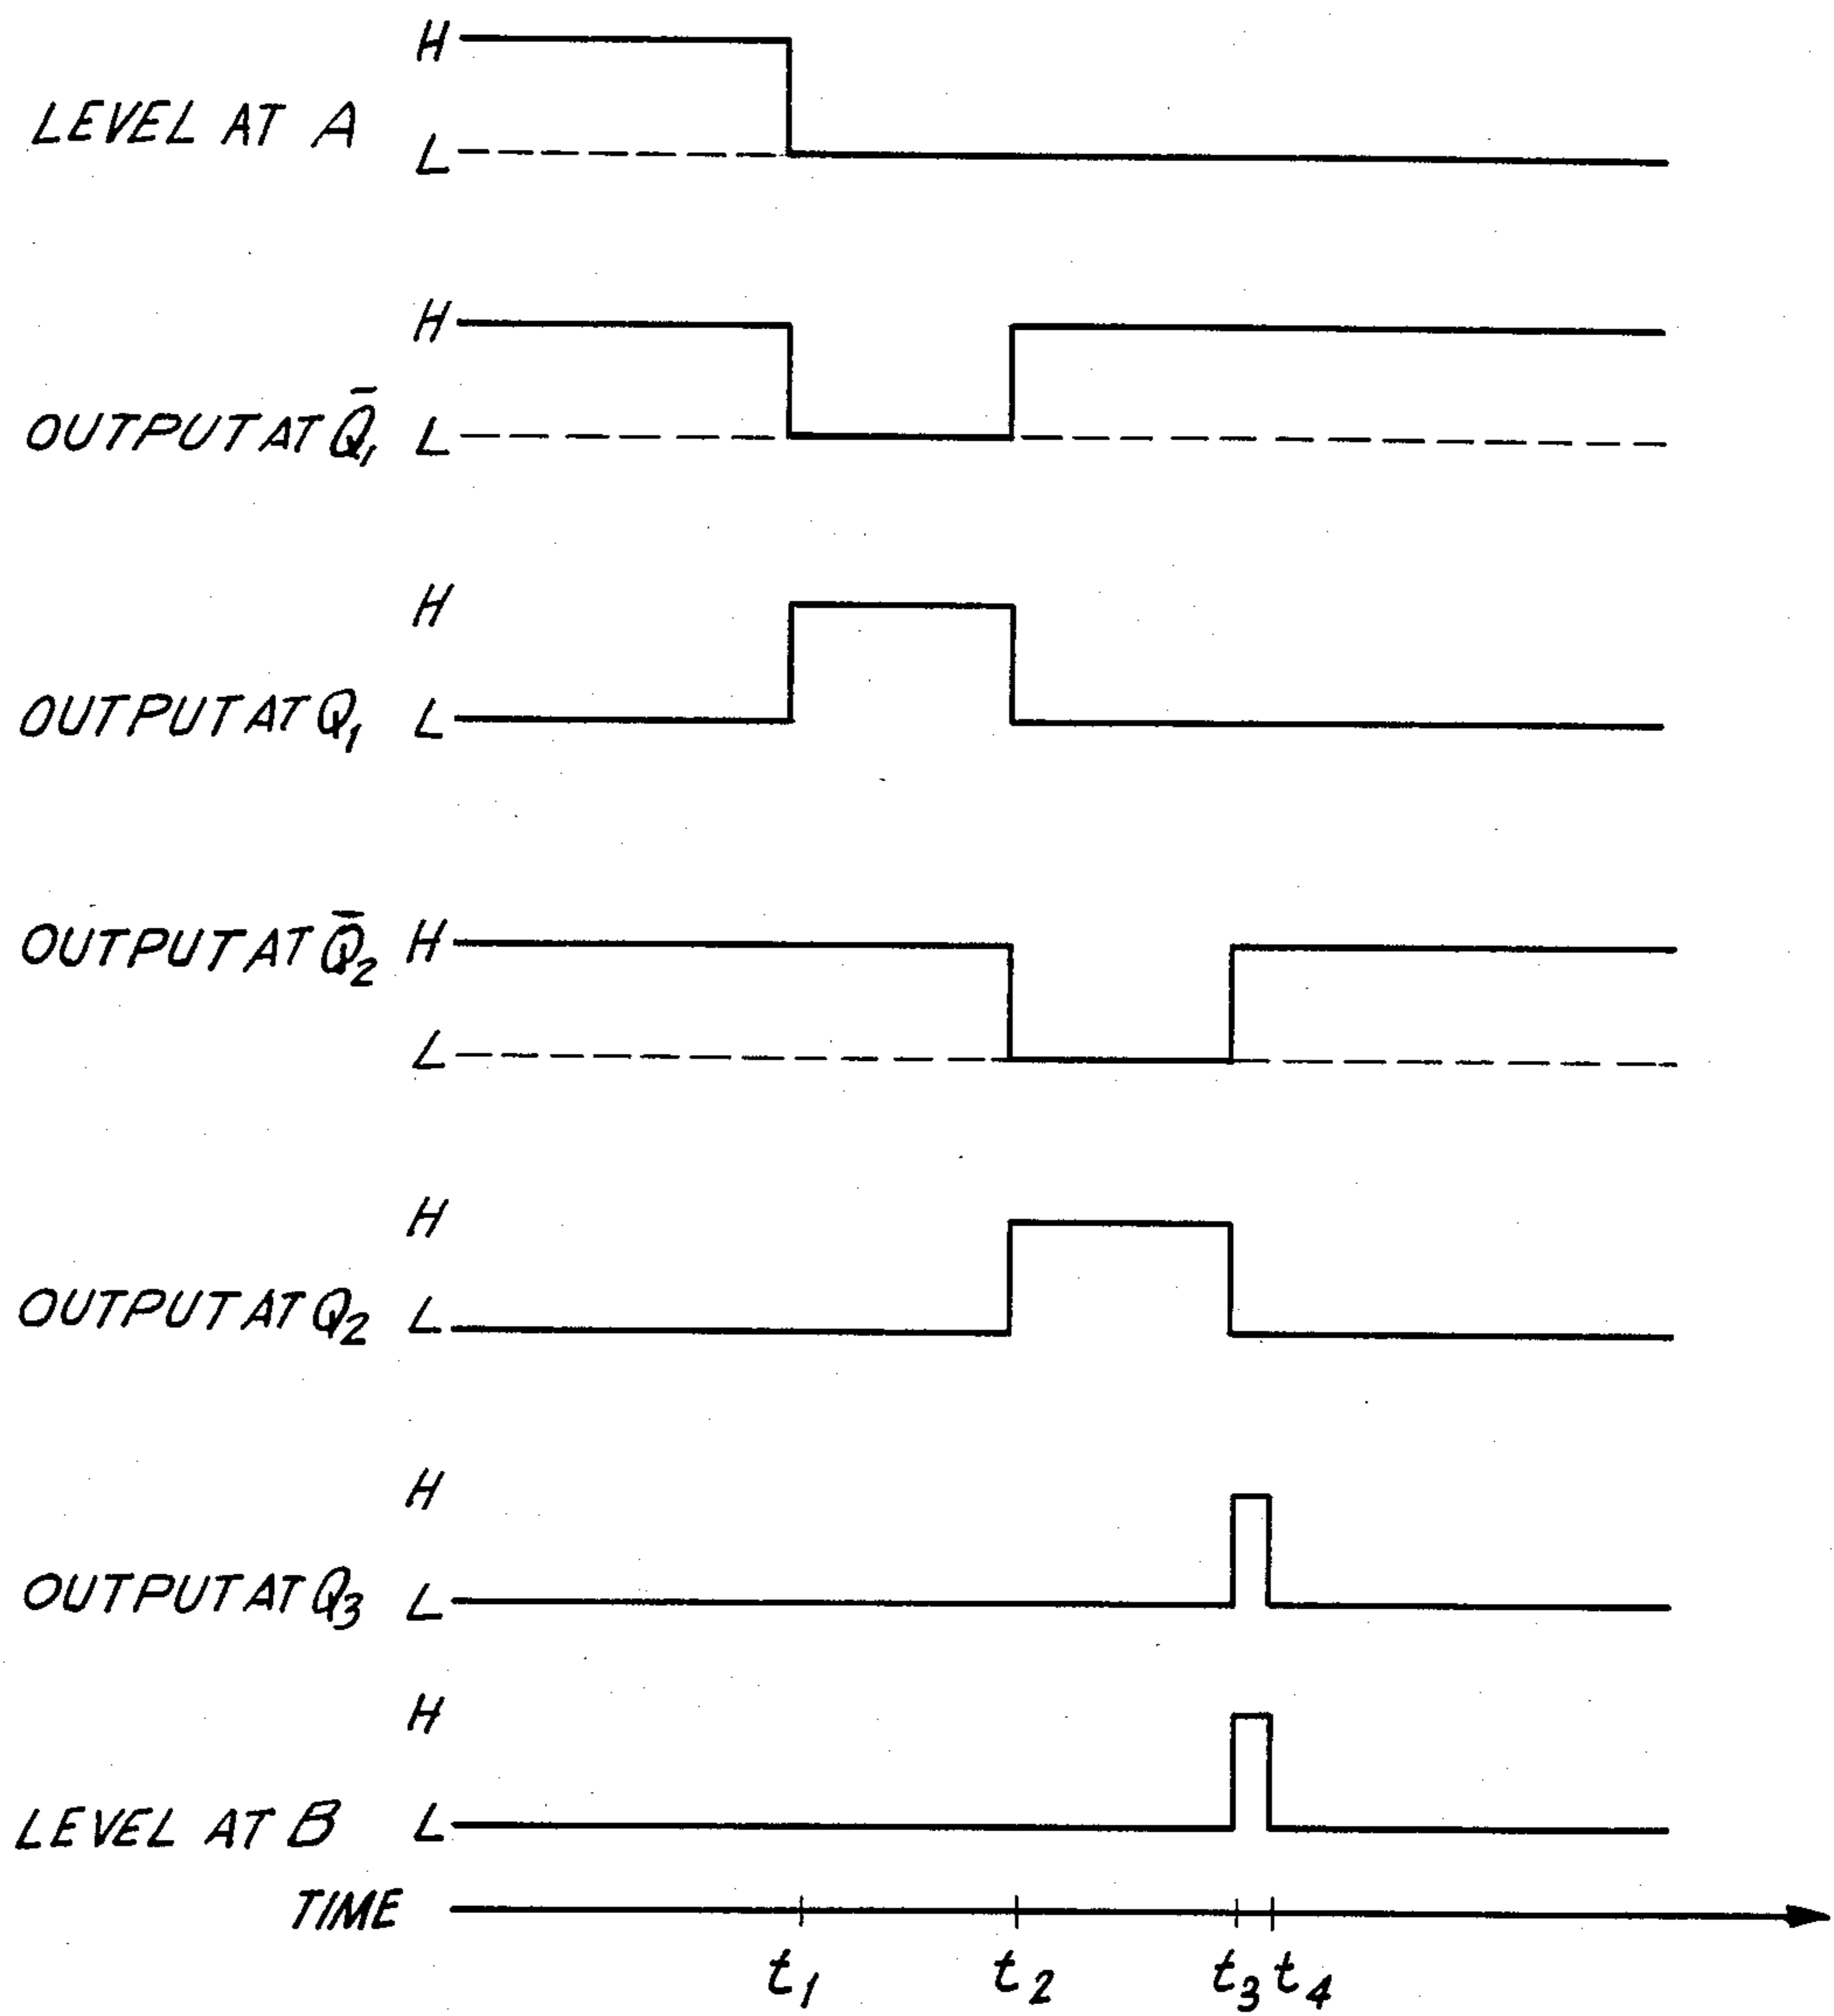 H
LEVEL AT A
L
H
OUTPUT AT Q̄₁ L
H
OUTPUT AT Q₁ L
OUTPUT AT Q̄₂ H
L
H
OUTPUT AT Q₂ L
H
OUTPUT AT Q₃ L
H
LEVEL AT B L
TIME
t₁ t₂ t₃ t₄